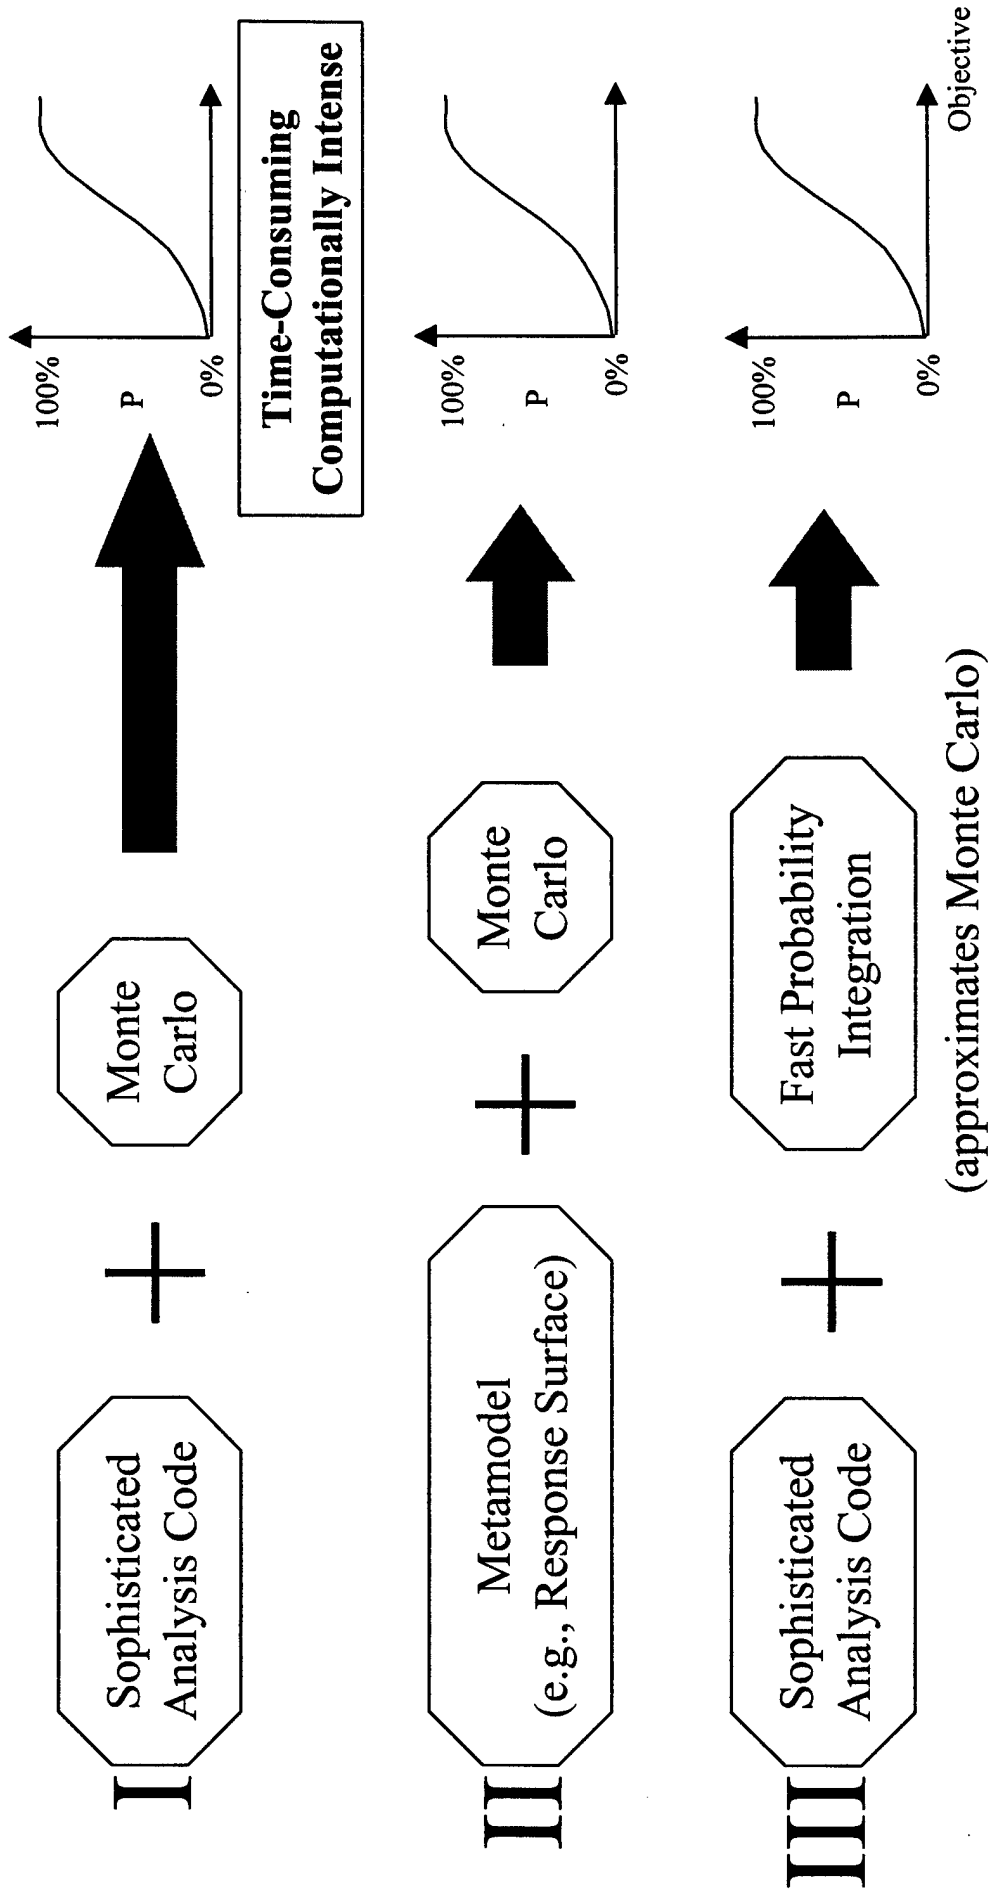 I
Sophisticated
Analysis Code
Monte
Carlo
100%
P
0%
Time-Consuming
Computationally Intense
II
Metamodel
(e.g., Response Surface)
Monte
Carlo
100%
P
0%
III
Sophisticated
Analysis Code
Fast Probability
Integration
(approximates Monte Carlo)
100%
P
0%
Objective